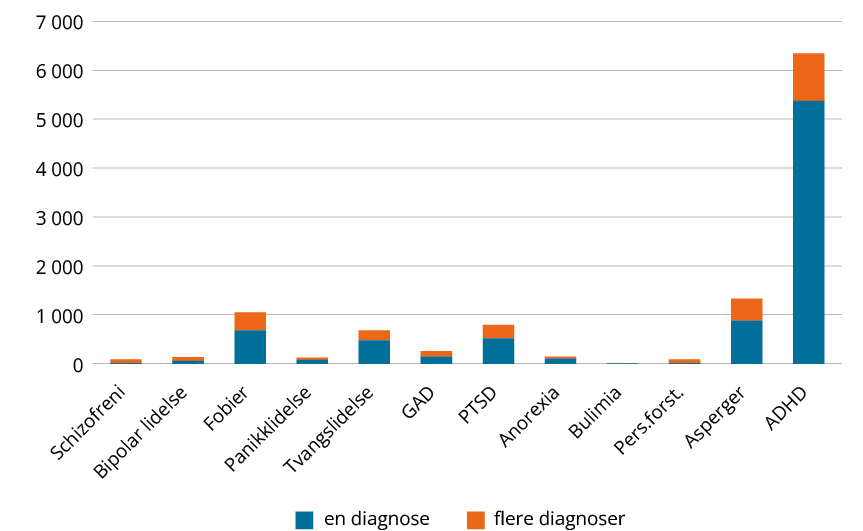 7 000
6 000
5 000
4 000
3 000
2 000
1 000
0
Schizofreni
Bipolar lidelse
Fobier
Panikklidelse
Tvangslidelse
GAD
PTSD
Anorexia
Bulimia
Pers.forst.
Asperger
ADHD
en diagnose
flere diagnoser